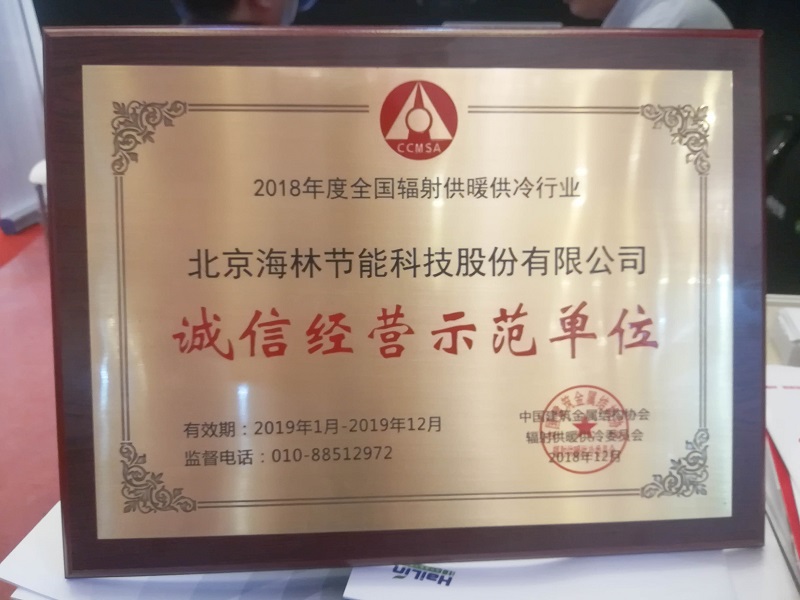 CCMSA
2018年度全国辐射供暖供冷行业
北京海林节能科技股份有限公司
诚信经营示范单位
有效期：2019年1月-2019年12月
监督电话：010-88512972
中国建筑金属结构协会
辐射供暖供冷委员会
2018年12月
HaiLin